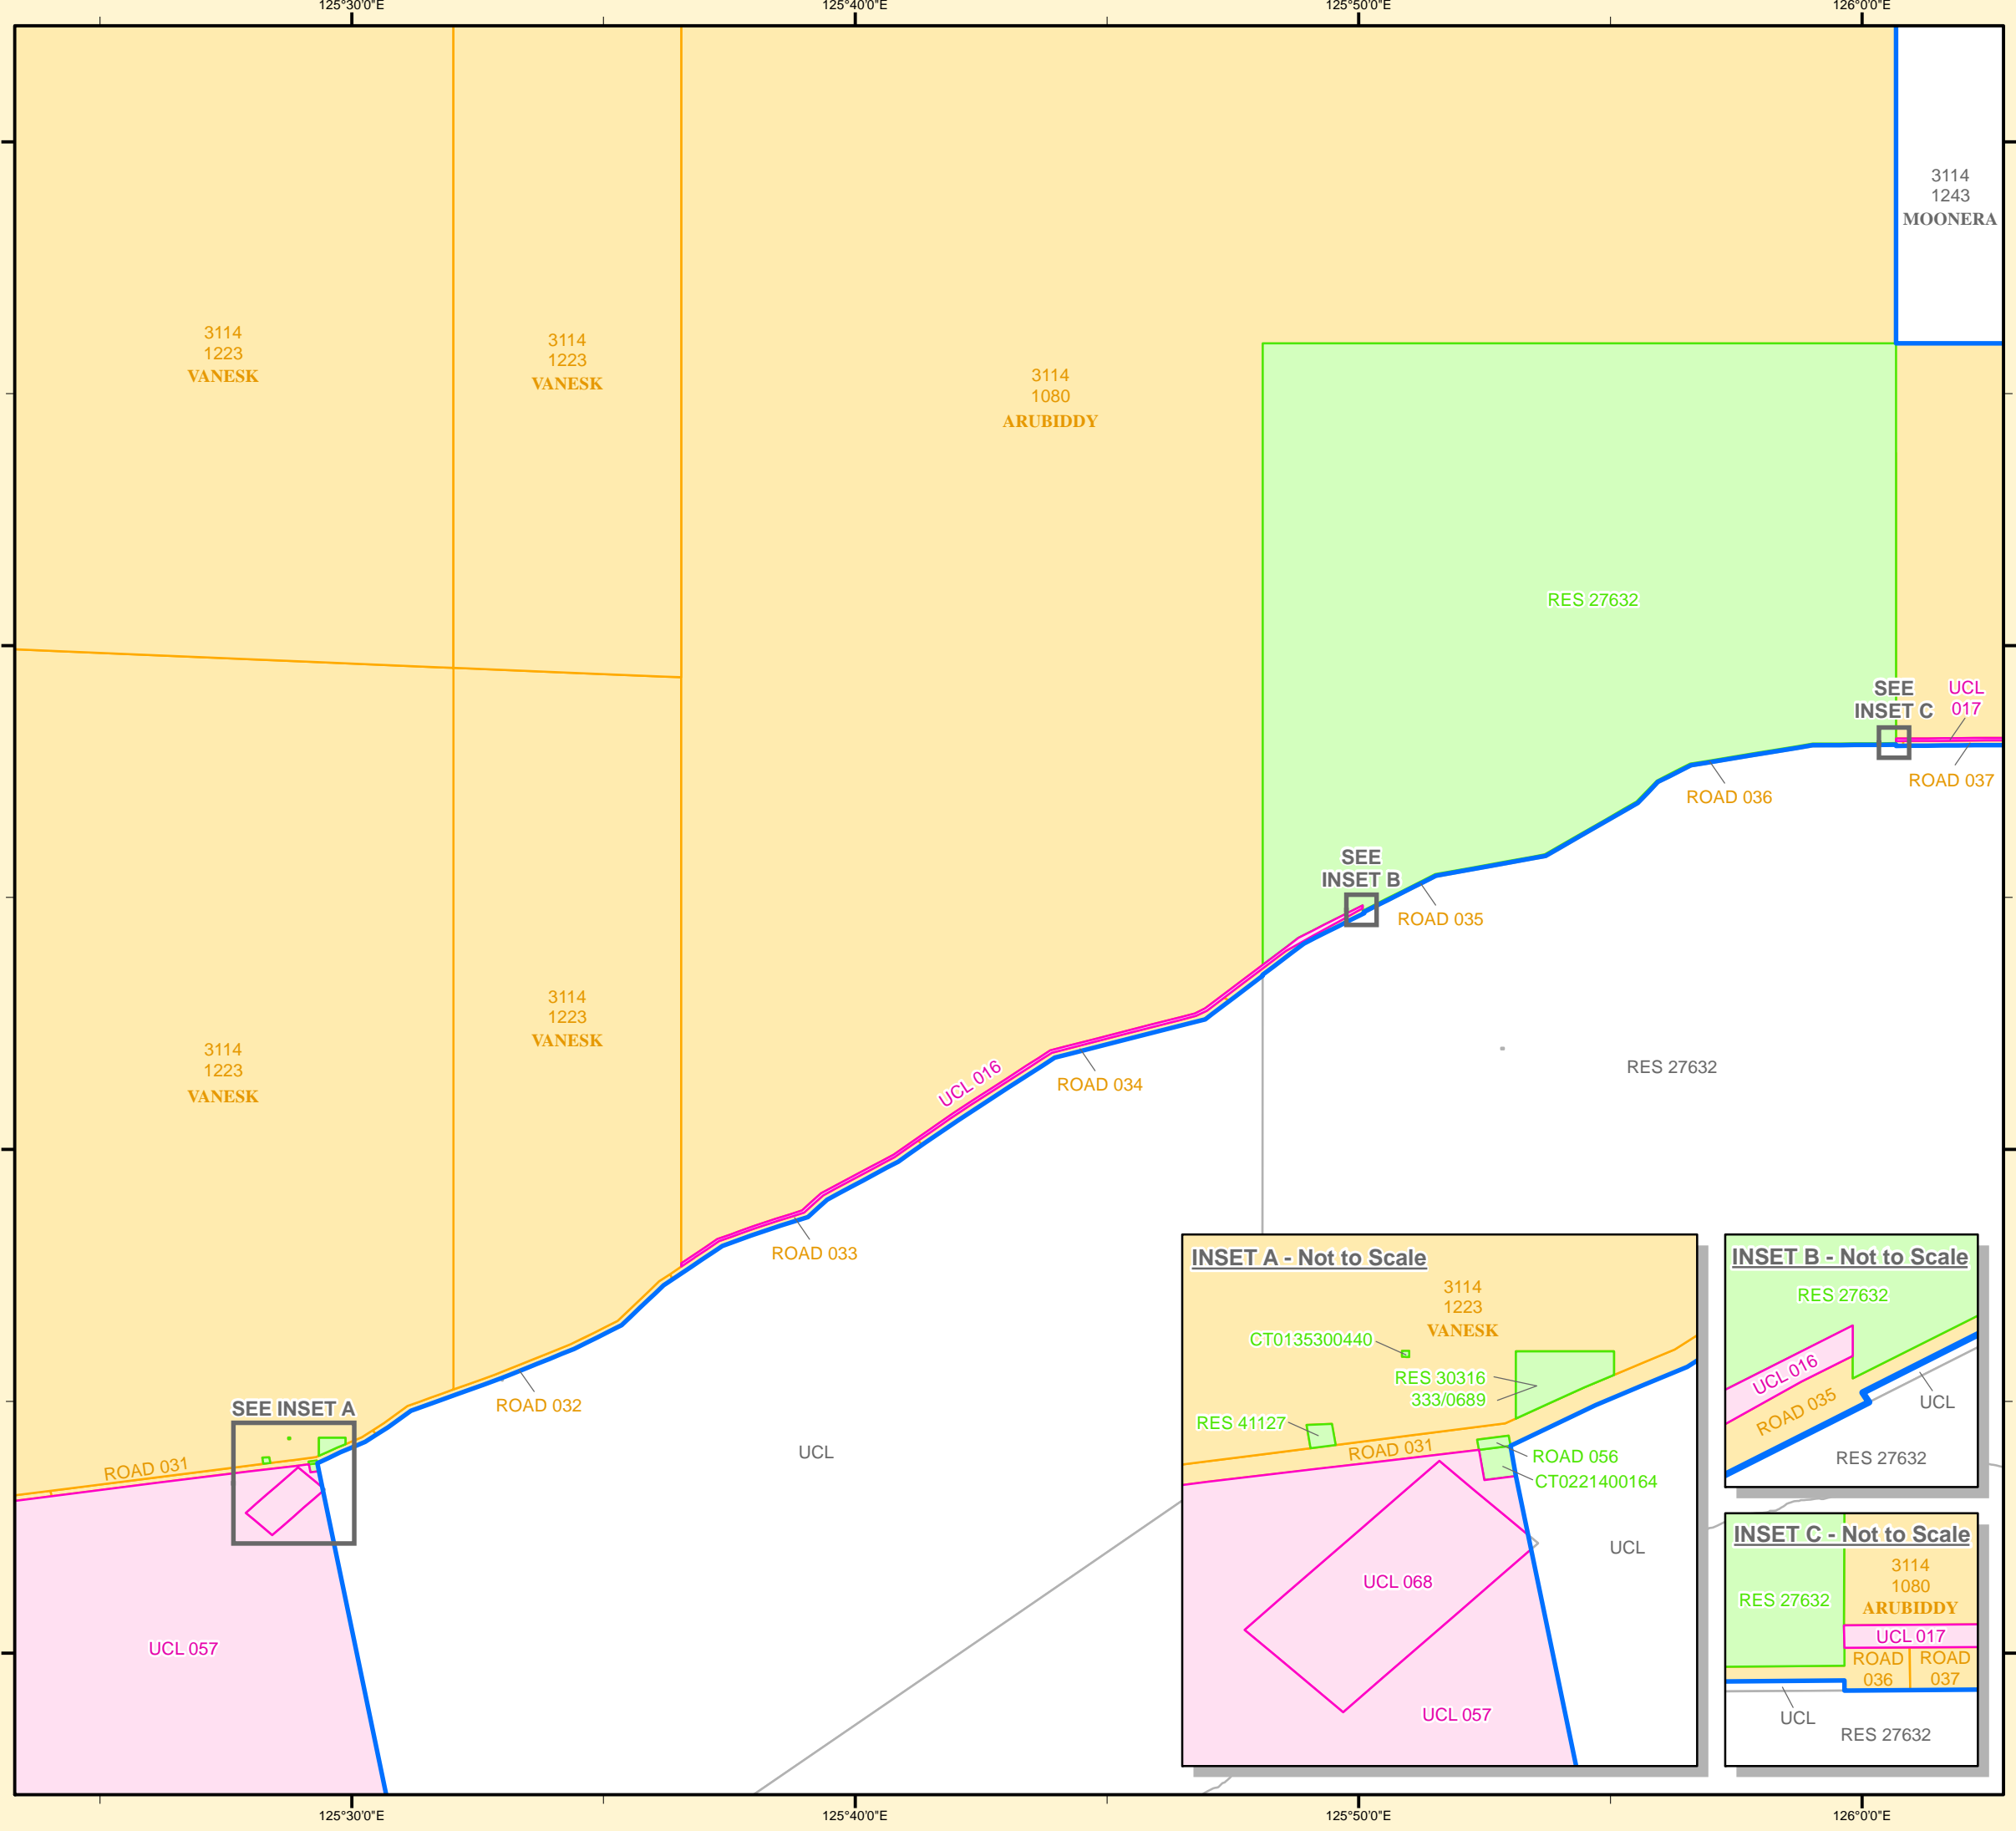 125°30'0"E
125°40'0"E
125°50'0"E
126°0'0"E
3114
1243
MOONERA
3114
1223
VANESK
3114
1223
VANESK
3114
1080
ARUBIDDY
RES 27632
SEE
INSET C
UCL
017
ROAD 037
ROAD 036
SEE
INSET B
ROAD 035
3114
1223
VANESK
3114
1223
VANESK
UCL 016
ROAD 034
RES 27632
ROAD 033
ROAD 032
SEE INSET A
ROAD 031
UCL
UCL 057
INSET A - Not to Scale
3114
1223
VANESK
CT0135300440
RES 30316
333/0689
RES 41127
ROAD 031
ROAD 056
CT0221400164
UCL
UCL 068
UCL 057
INSET B - Not to Scale
RES 27632
UCL 016
ROAD 035
UCL
RES 27632
INSET C - Not to Scale
3114
1080
ARUBIDDY
RES 27632
UCL 017
ROAD
036
ROAD
037
UCL
RES 27632
125°30'0"E
125°40'0"E
125°50'0"E
126°0'0"E